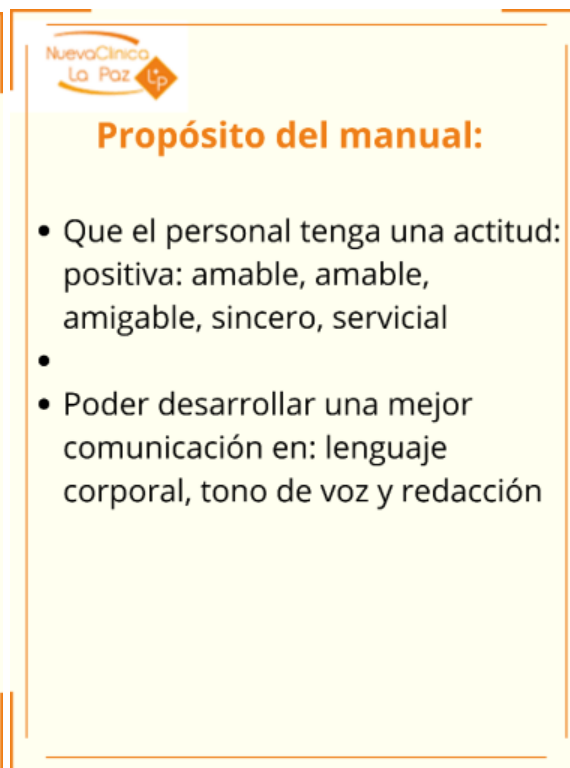 NuevaClínica
La Paz
LP
Propósito del manual:
• Que el personal tenga una actitud:
positiva: amable, amable,
amigable, sincero, servicial
•
• Poder desarrollar una mejor
comunicación en: lenguaje
corporal, tono de voz y redacción